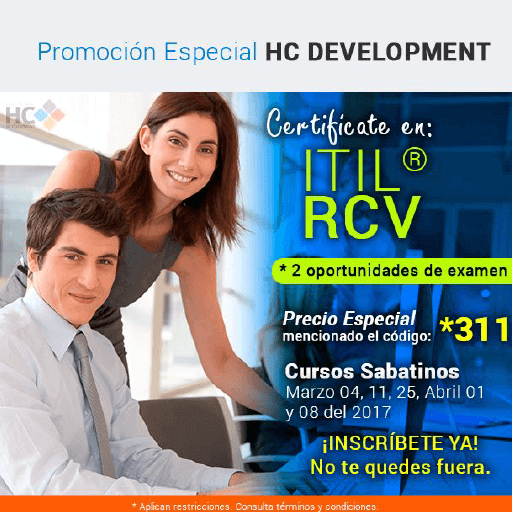 Promoción Especial HC DEVELOPMENT
HC
DEVELOPMENT
Certifícate en:
ITIL®
RCV
* 2 oportunidades de examen
Precio Especial
mencionado el código: *311
Cursos Sabatinos
Marzo 04, 11, 25, Abril 01
y 08 del 2017
¡INSCRÍBETE YA!
No te quedes fuera.
* Aplican restricciones. Consulta términos y condiciones.